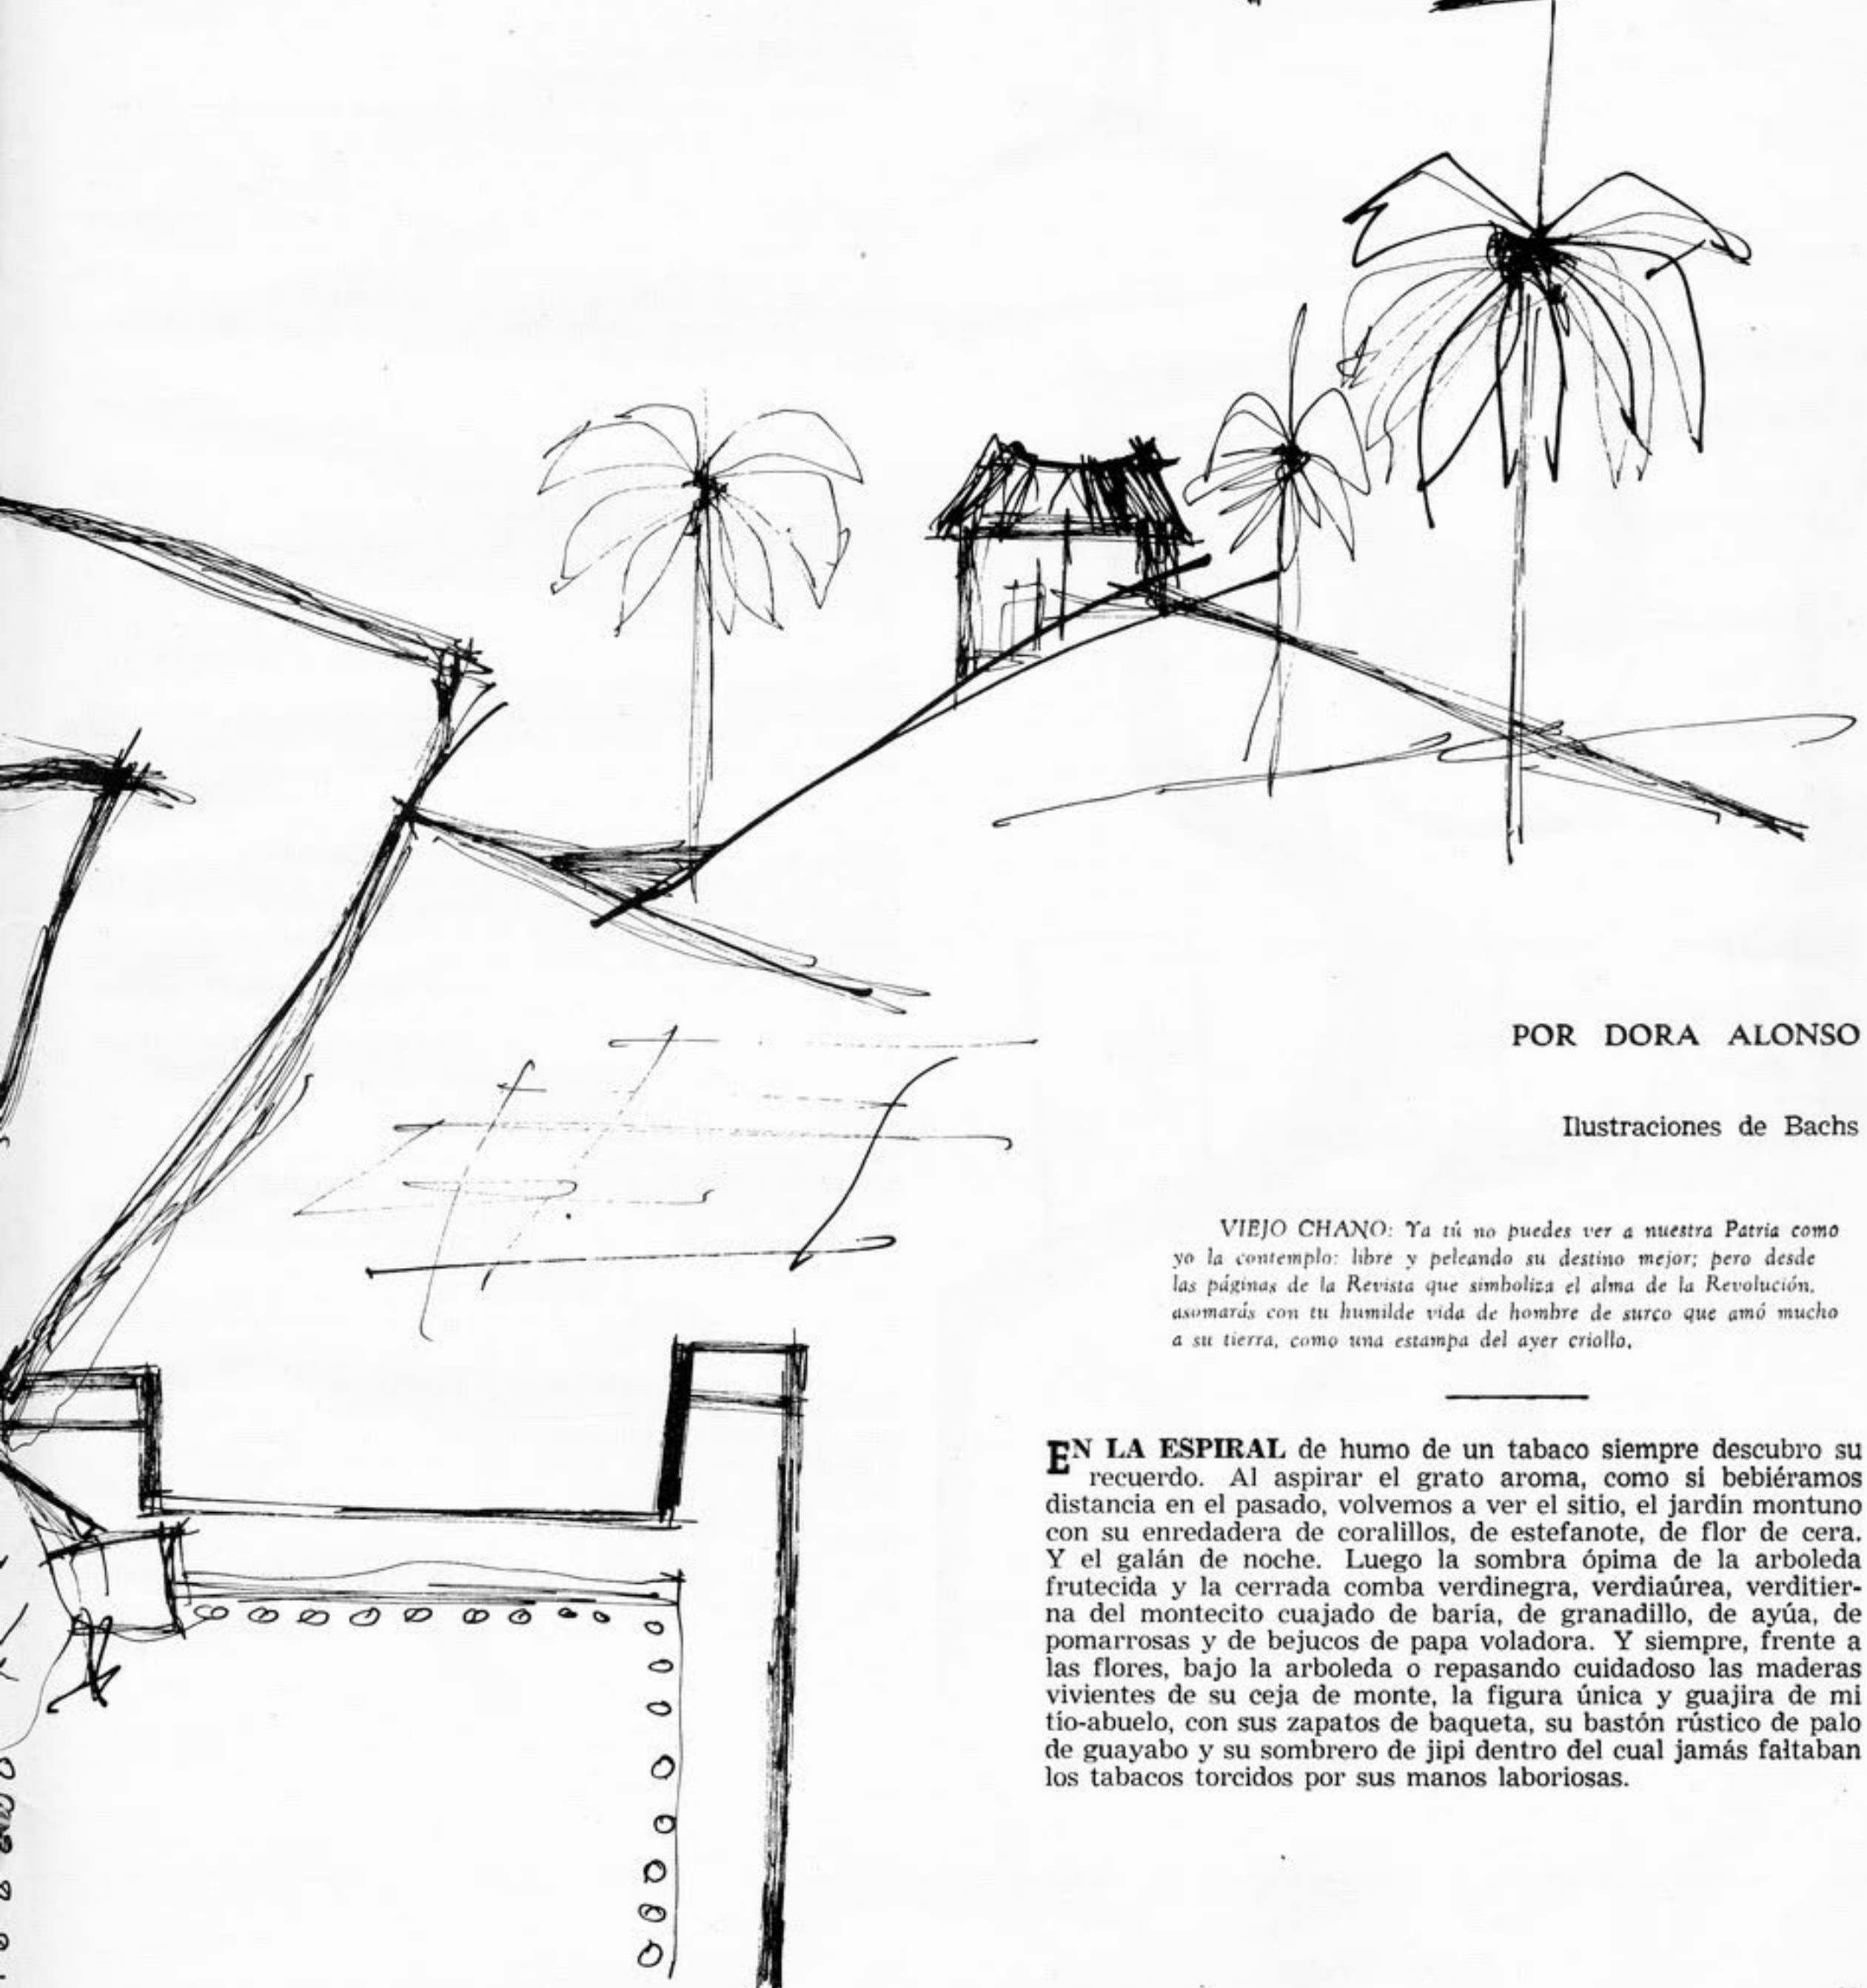 POR DORA ALONSO
Ilustraciones de Bachs
VIEJO CHANO: Ya tú no puedes ver a nuestra Patria como
yo la contemplo: libre y peleando su destino mejor; pero desde
las páginas de la Revista que simboliza el alma de la Revolución,
asomarás con tu humilde vida de hombre de surco que amó mucho
a su tierra, como una estampa del ayer criollo.
EN LA ESPIRAL de humo de un tabaco siempre descubro su
recuerdo. Al aspirar el grato aroma, como si bebiéramos
distancia en el pasado, volvemos a ver el sitio, el jardín montuno
con su enredadera de coralillos, de estefanote, de flor de cera.
Y el galán de noche. Luego la sombra ópima de la arboleda
frutecida y la cerrada comba verdinegra, verdiaúrea, verditier-
na del montecito cuajado de baría, de granadillo, de ayúa, de
pomarrosas y de bejucos de papa voladora. Y siempre, frente a
las flores, bajo la arboleda o repasando cuidadoso las maderas
vivientes de su ceja de monte, la figura única y guajira de mi
tío-abuelo, con sus zapatos de baqueta, su bastón rústico de palo
de guayabo y su sombrero de jipi dentro del cual jamás faltaban
los tabacos torcidos por sus manos laboriosas.